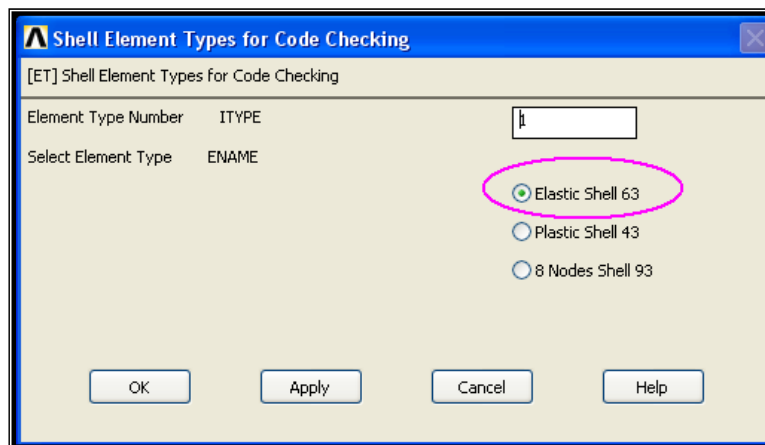 Shell Element Types for Code Checking
[ET] Shell Element Types for Code Checking
Element Type Number ITYPE 1
Select Element Type ENAME
Elastic Shell 63
Plastic Shell 43
8 Nodes Shell 93
OK Apply Cancel Help